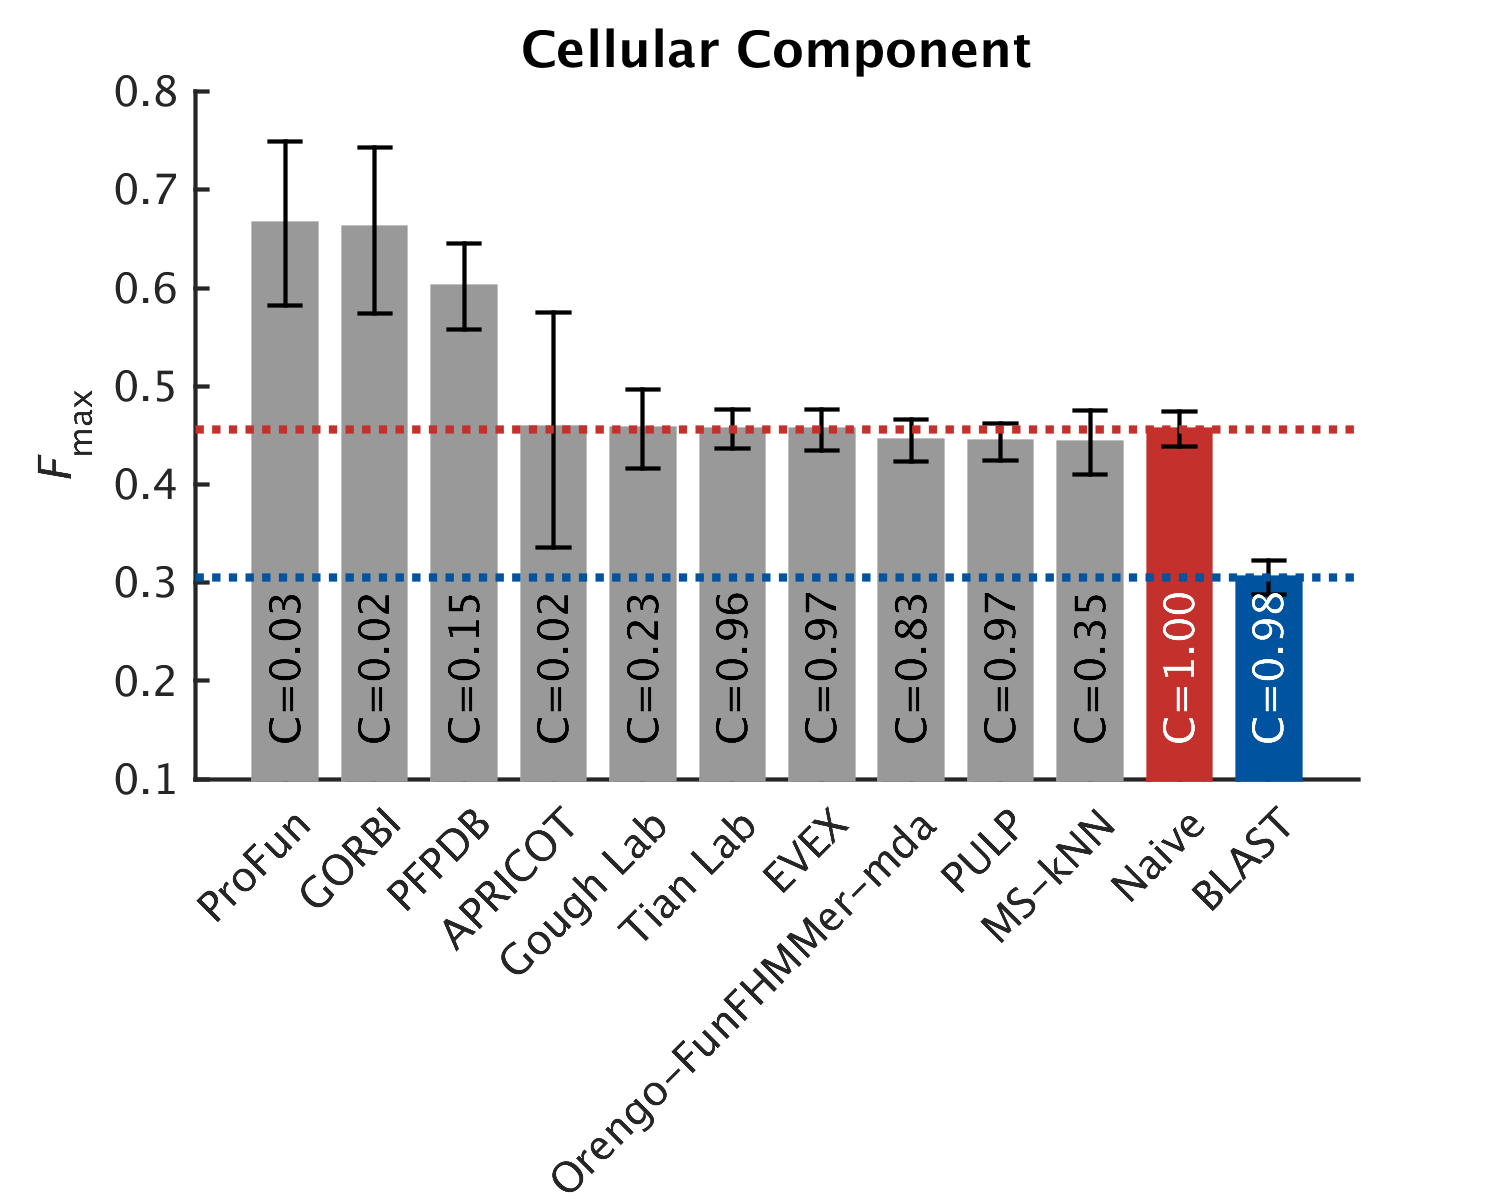 Cellular Component
0.8
0.7
0.6
0.5
0.4
0.3
0.2
0.1
Fmax
C=0.03
C=0.02
C=0.15
C=0.02
C=0.23
C=0.96
C=0.97
C=0.83
C=0.97
C=0.35
C=1.00
C=0.98
ProFun
GORBI
PFPDB
APRICOT
Gough Lab
Tian Lab
EVEX
Orengo-FunFHMMer-mda
PULP
MS-kNN
Naive
BLAST